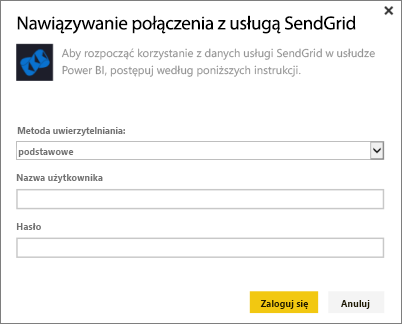 Nawiązywanie połączenia z usługą SendGrid
Aby rozpocząć korzystanie z danych usługi SendGrid w usłudze
Power BI, postępuj według poniższych instrukcji.
Metoda uwierzytelniania:
podstawowe
Nazwa użytkownika
Hasło
Zaloguj się
Anuluj